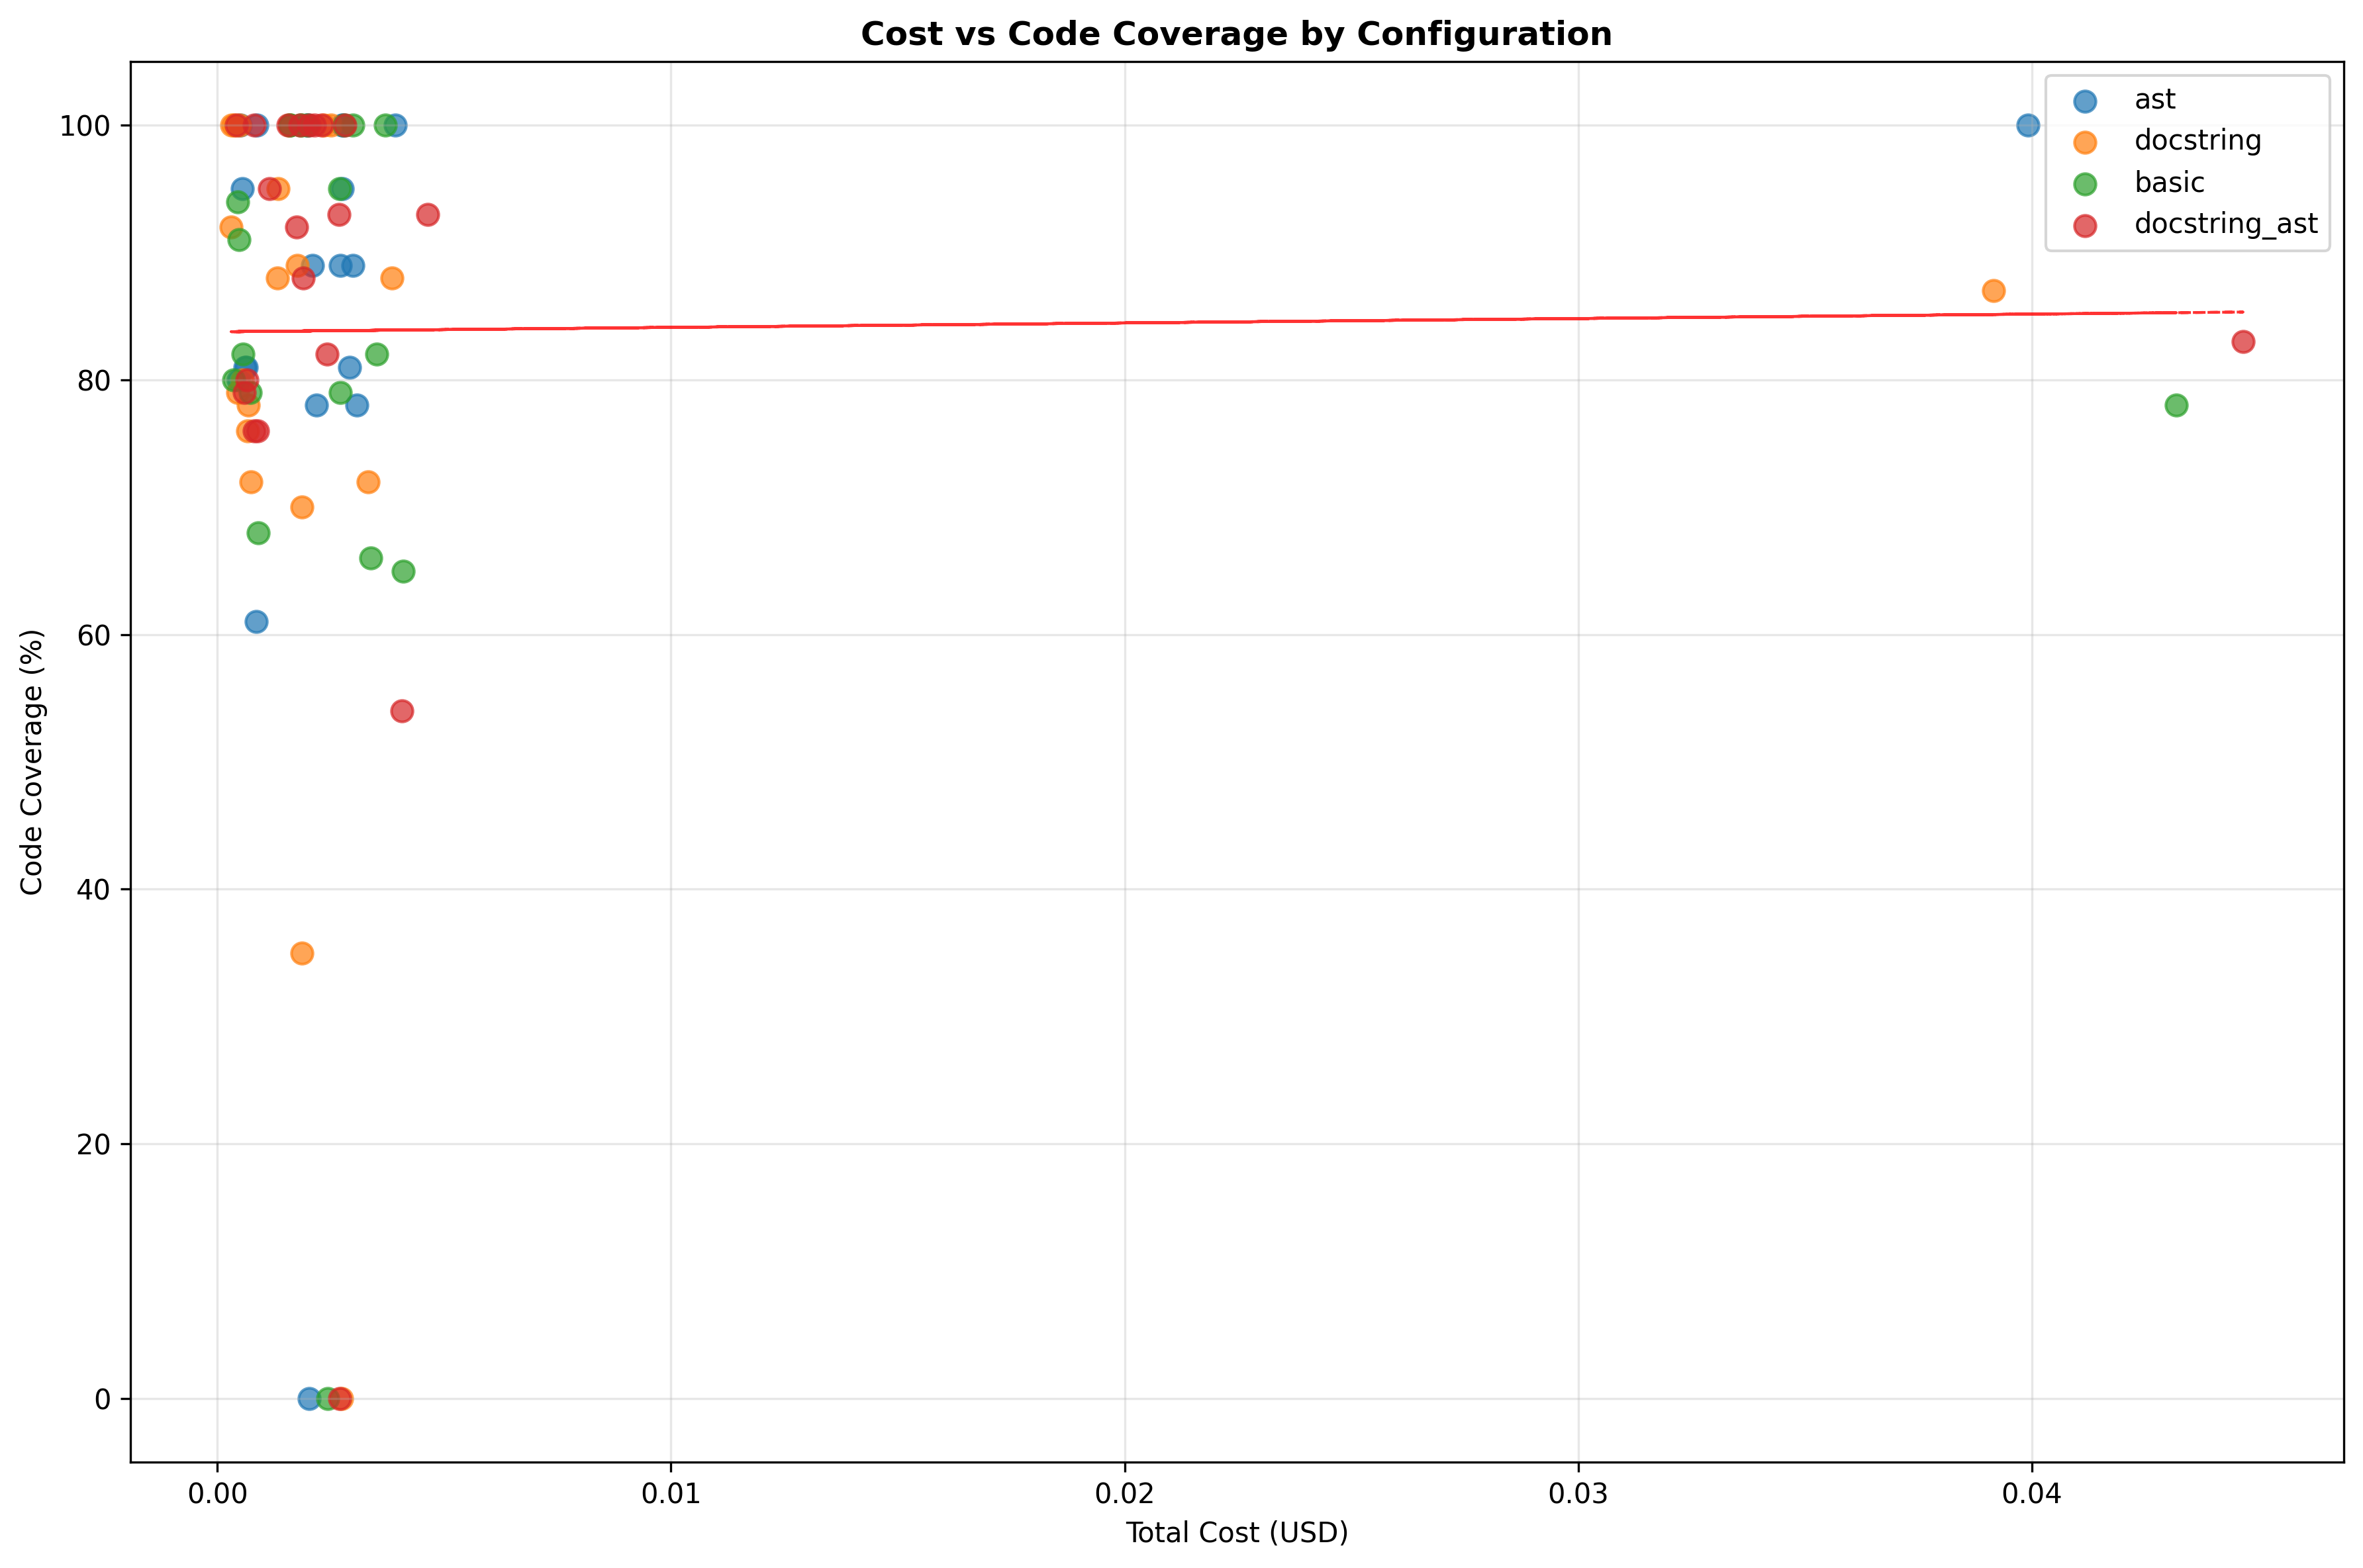 Cost vs Code Coverage by Configuration
ast
docstring
basic
docstring_ast
Code Coverage (%)
100
80
60
40
20
0
0.00 0.01 0.02 0.03 0.04
Total Cost (USD)